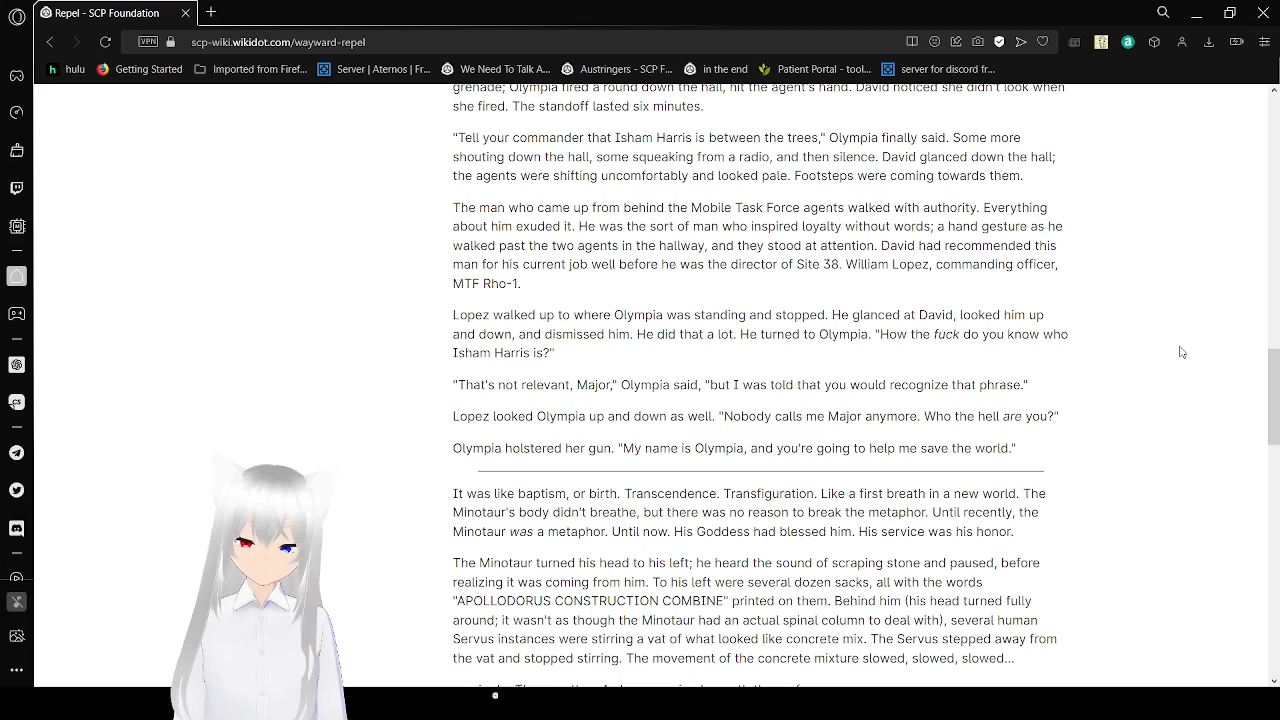 Repel - SCP Foundation
VPN
scp-wiki.wikidot.com/wayward-repel
hulu
Getting Started
Imported from Firef...
Server | Aternos | Fr...
We Need To Talk A...
Austringers - SCP F...
in the end
Patient Portal - tool...
server for discord fr...
grenade; Olympia fired a round down the hall, hit the agent's hand. David noticed she didn't look when
she fired. The standoff lasted six minutes.
"Tell your commander that Isham Harris is between the trees," Olympia finally said. Some more
shouting down the hall, some squeaking from a radio, and then silence. David glanced down the hall;
the agents were shifting uncomfortably and looked pale. Footsteps were coming towards them.
The man who came up from behind the Mobile Task Force agents walked with authority. Everything
about him exuded it. He was the sort of man who inspired loyalty without words; a hand gesture as he
walked past the two agents in the hallway, and they stood at attention. David had recommended this
man for his current job well before he was the director of Site 38. William Lopez, commanding officer,
MTF Rho-1.
Lopez walked up to where Olympia was standing and stopped. He glanced at David, looked him up
and down, and dismissed him. He did that a lot. He turned to Olympia. "How the fuck do you know who
Isham Harris is?"
"That's not relevant, Major," Olympia said, "but I was told that you would recognize that phrase."
Lopez looked Olympia up and down as well. "Nobody calls me Major anymore. Who the hell are you?"
Olympia holstered her gun. "My name is Olympia, and you're going to help me save the world."
It was like baptism, or birth. Transcendence. Transfiguration. Like a first breath in a new world. The
Minotaur's body didn't breathe, but there was no reason to break the metaphor. Until recently, the
Minotaur was a metaphor. Until now. His Goddess had blessed him. His service was his honor.
The Minotaur turned his head to his left; he heard the sound of scraping stone and paused, before
realizing it was coming from him. To his left were several dozen sacks, all with the words
"APOLLODORUS CONSTRUCTION COMBINE" printed on them. Behind him (his head turned fully
around; it wasn't as though the Minotaur had an actual spinal column to deal with), several human
Servus instances were stirring a vat of what looked like concrete mix. The Servus stepped away from
the vat and stopped stirring. The movement of the concrete mixture slowed, slowed, slowed...